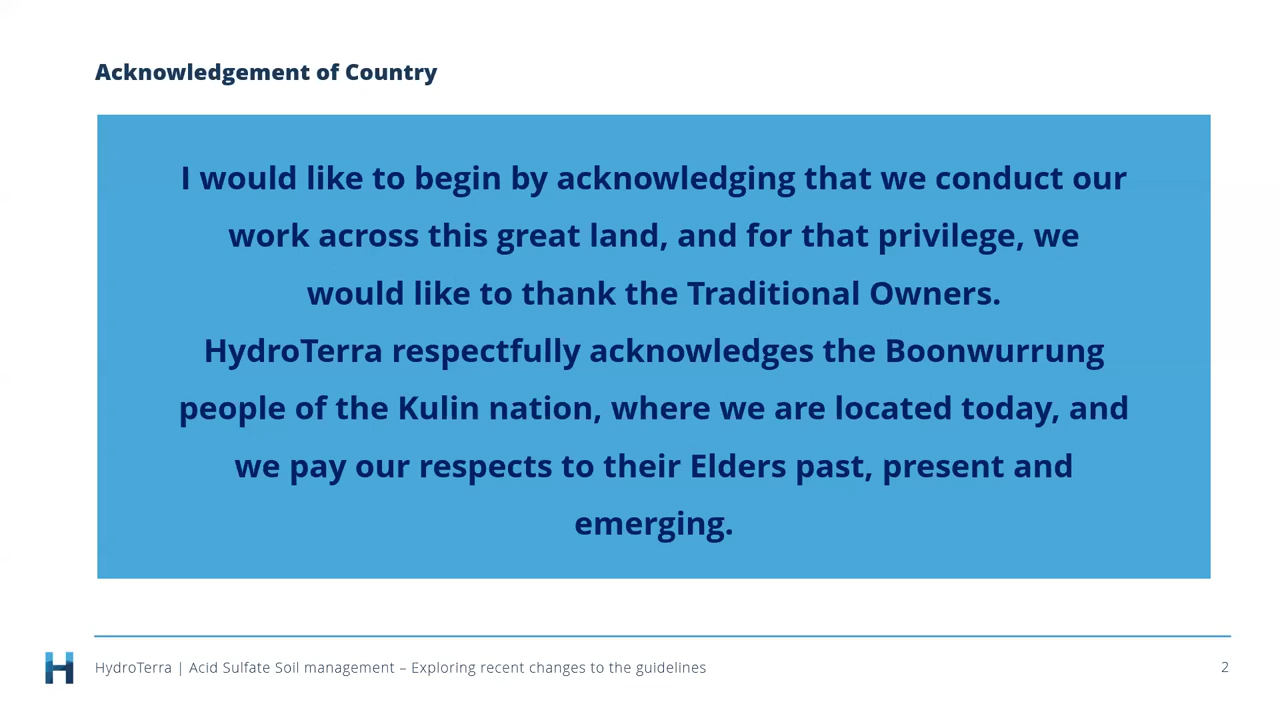 Acknowledgement of Country
I would like to begin by acknowledging that we conduct our
work across this great land, and for that privilege, we
would like to thank the Traditional Owners.
HydroTerra respectfully acknowledges the Boonwurrung
people of the Kulin nation, where we are located today, and
we pay our respects to their Elders past, present and
emerging.
HydroTerra | Acid Sulfate Soil management – Exploring recent changes to the guidelines
2